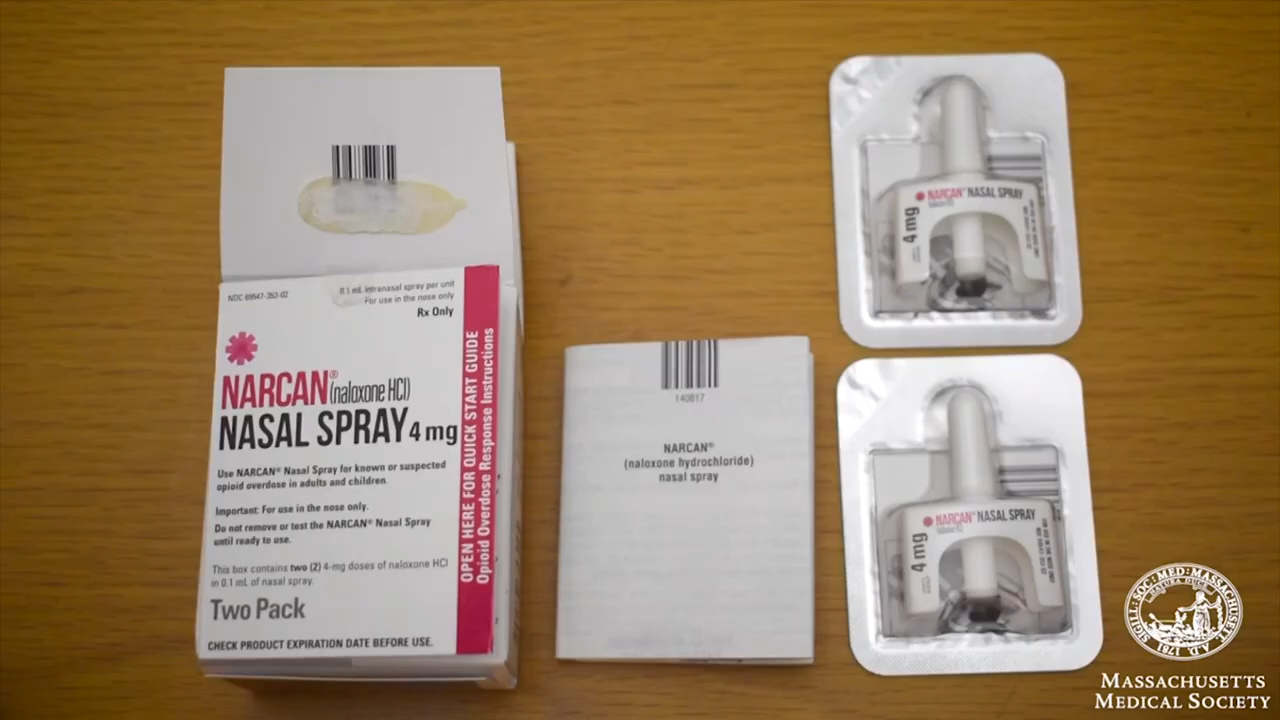 NDC 69547-353-02
0.1 mL intranasal spray per unit
For use in the nose only
Rx Only
NARCAN® (naloxone HCl)
NASAL SPRAY 4 mg
Use NARCAN® Nasal Spray for known or suspected
opioid overdose in adults and children.
Important: For use in the nose only.
Do not remove or test the NARCAN® Nasal Spray
until ready to use.
This box contains two (2) 4-mg doses of naloxone HCl
in 0.1 mL of nasal spray.
Two Pack
CHECK PRODUCT EXPIRATION DATE BEFORE USE.
OPEN HERE FOR QUICK START GUIDE
Opioid Overdose Response Instructions
140817
NARCAN®
(naloxone hydrochloride)
nasal spray
NARCAN® NASAL SPRAY
4 mg
NARCAN® NASAL SPRAY
4 mg
SIGILL: SOC: MED: MASSACHUSETT
A.D. 1781
MASSACHUSETTS
MEDICAL SOCIETY